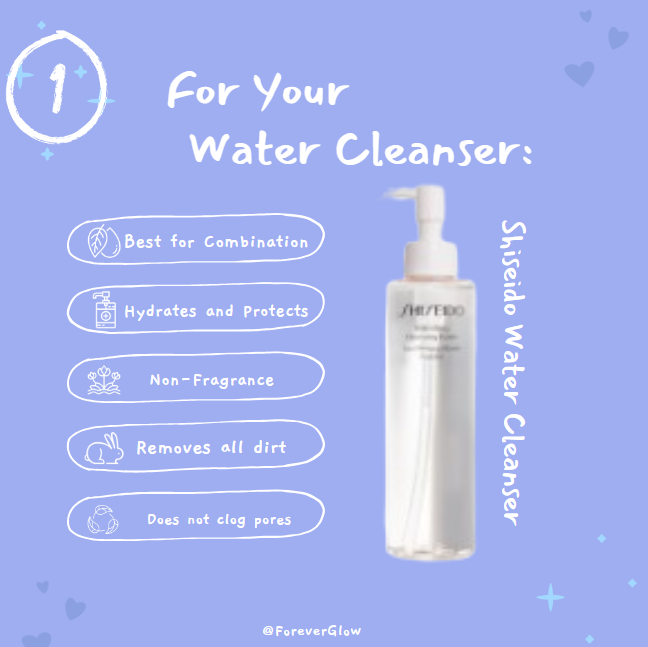 1
For Your
Water Cleanser:
Best for Combination
Hydrates and Protects
Non-Fragrance
Removes all dirt
Does not clog pores
SHISEIDO
Shiseido Water Cleanser
@ForeverGlow